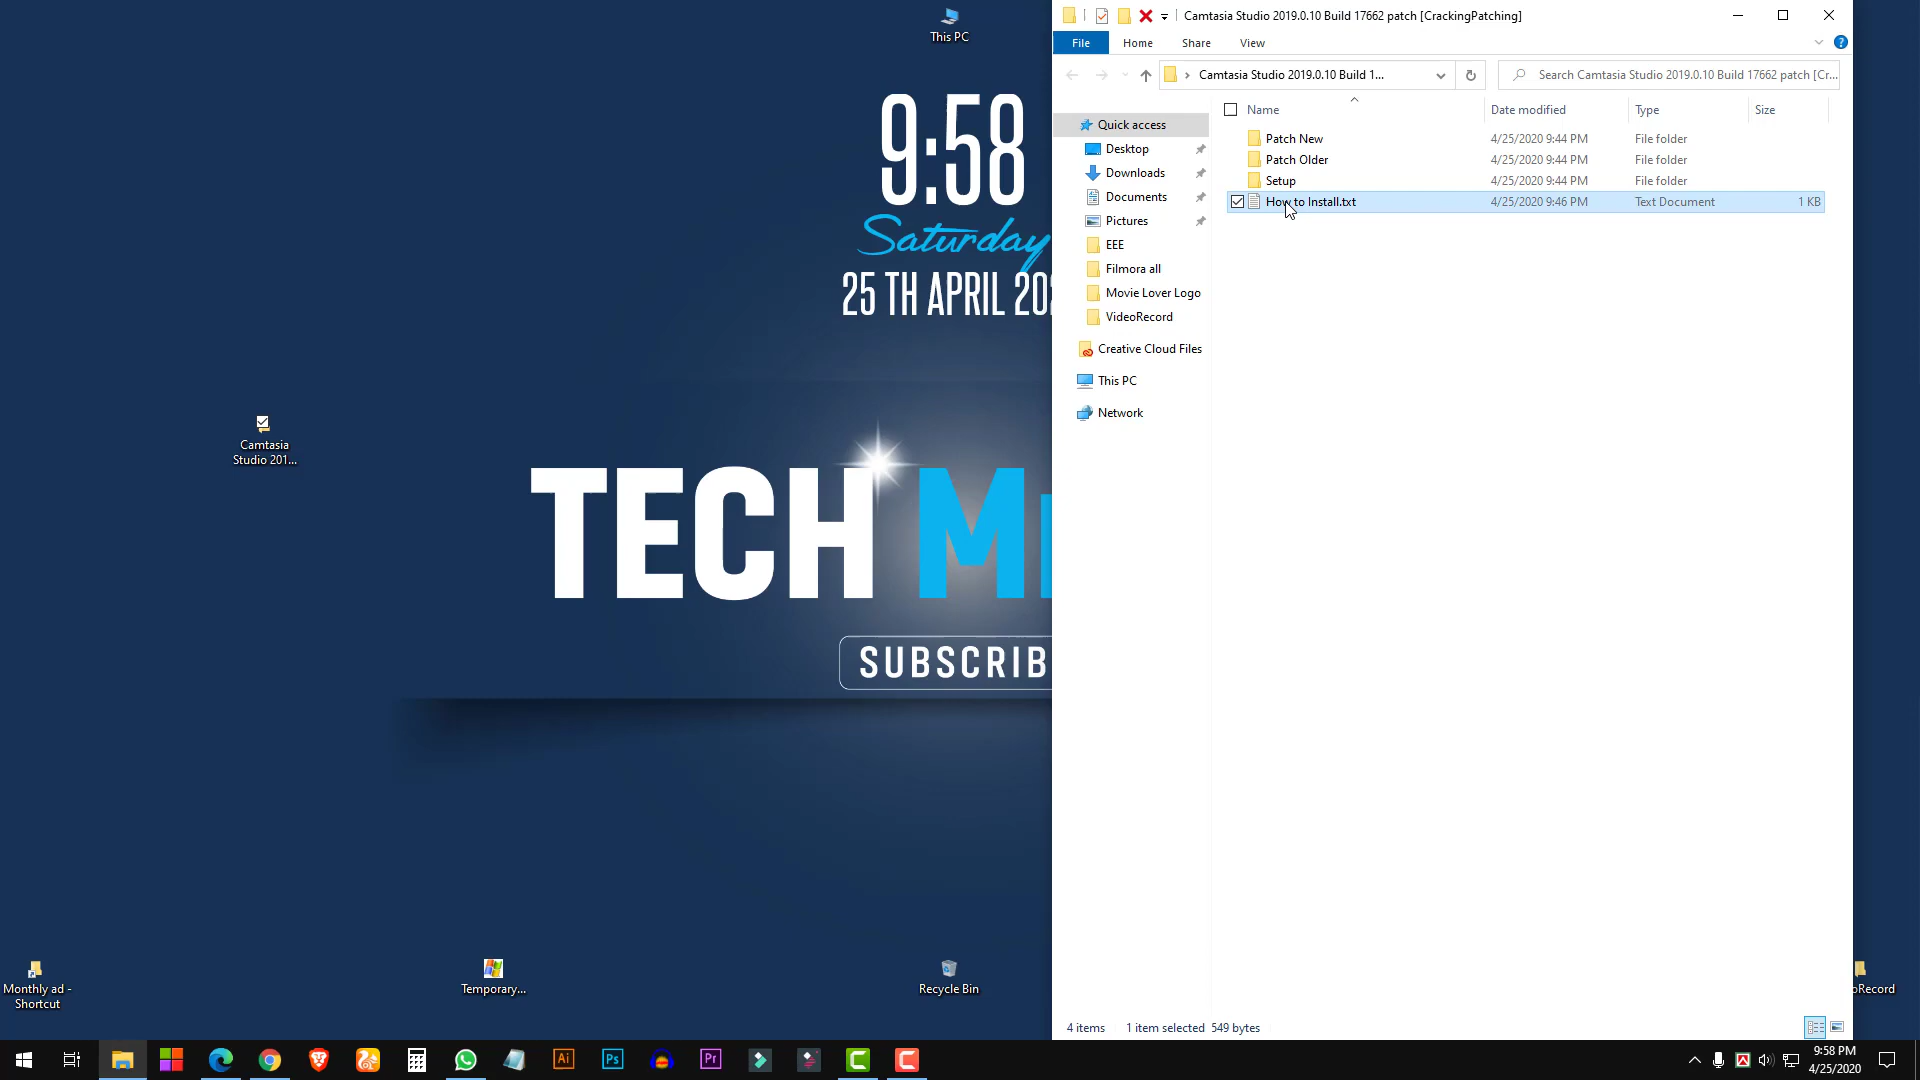 This PC
9:58
Saturday
25 TH APRIL 20
Camtasia
Studio 201...
TECH M
SUBSCRIB
Monthly ad -
Shortcut
Temporary...
Recycle Bin
oRecord
Camtasia Studio 2019.0.10 Build 17662 patch [CrackingPatching]
File
Home
Share
View
Camtasia Studio 2019.0.10 Build 1...
Search Camtasia Studio 2019.0.10 Build 17662 patch [Cr...
Name
Date modified
Type
Size
Quick access
Desktop
Downloads
Documents
Pictures
EEE
Filmora all
Movie Lover Logo
VideoRecord
Creative Cloud Files
This PC
Network
Patch New 4/25/2020 9:44 PM File folder
Patch Older 4/25/2020 9:44 PM File folder
Setup 4/25/2020 9:44 PM File folder
How to Install.txt 4/25/2020 9:46 PM Text Document 1 KB
4 items 1 item selected 549 bytes
Ai
Ps
Pr
9:58 PM
4/25/2020